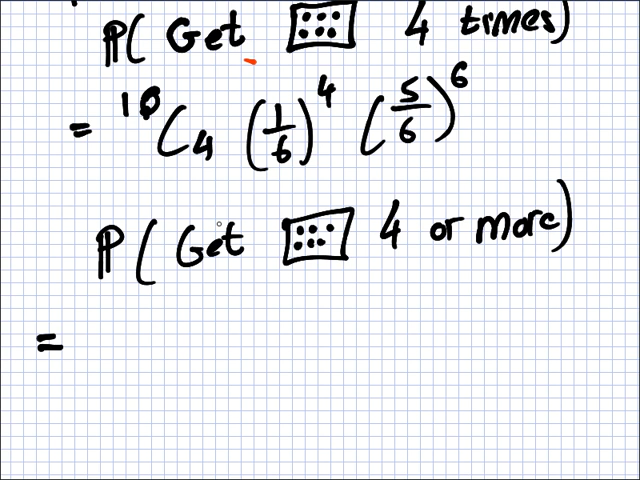 ℙ( Get ⚅ 4 times)
= ¹⁰C₄ (1/6)⁴ (5/6)⁶
ℙ( Get ⚅ 4 or more)
=